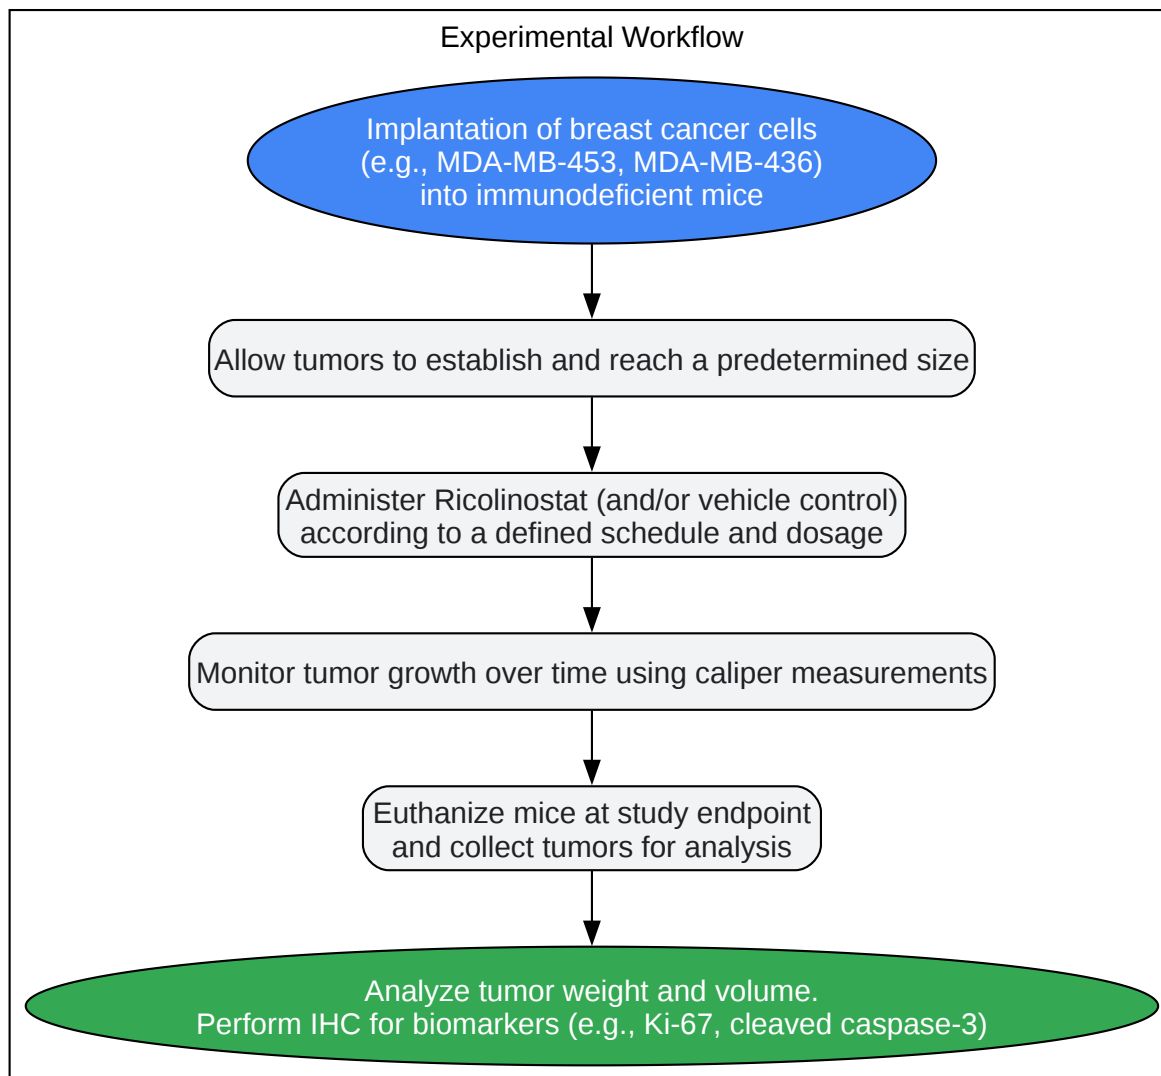 Experimental Workflow
Implantation of breast cancer cells
(e.g., MDA-MB-453, MDA-MB-436)
into immunodeficient mice
Allow tumors to establish and reach a predetermined size
Administer Ricolinostat (and/or vehicle control)
according to a defined schedule and dosage
Monitor tumor growth over time using caliper measurements
Euthanize mice at study endpoint
and collect tumors for analysis
Analyze tumor weight and volume.
Perform IHC for biomarkers (e.g., Ki-67, cleaved caspase-3)